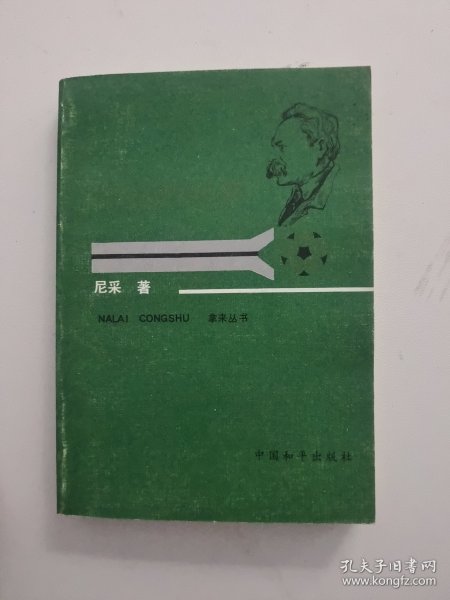 尼采 著
NALAI CONGSHU 拿来丛书
中国和平出版社
孔夫子旧书网
www.kongfz.com